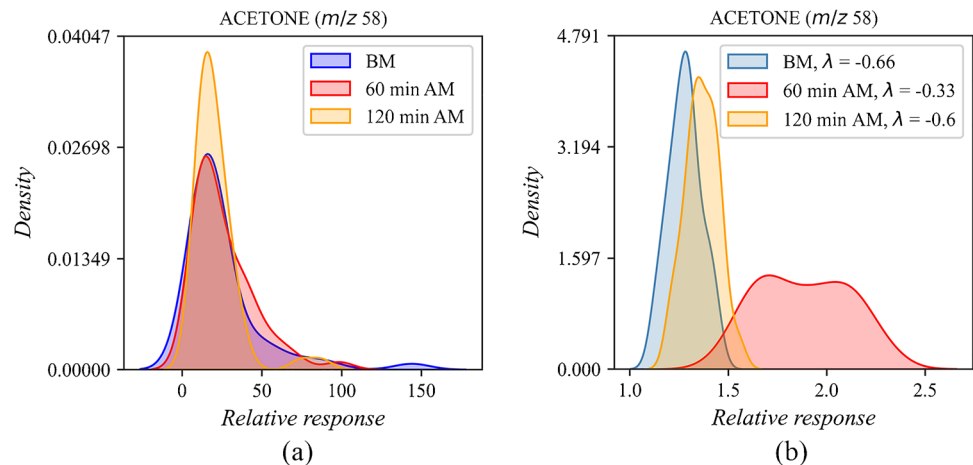 ACETONE (m/z 58)
0.04047
0.02698
0.01349
0.00000
Density
BM
60 min AM
120 min AM
0 50 100 150
Relative response
(a)
ACETONE (m/z 58)
4.791
3.194
1.597
0.000
Density
BM, λ = -0.66
60 min AM, λ = -0.33
120 min AM, λ = -0.6
1.0 1.5 2.0 2.5
Relative response
(b)